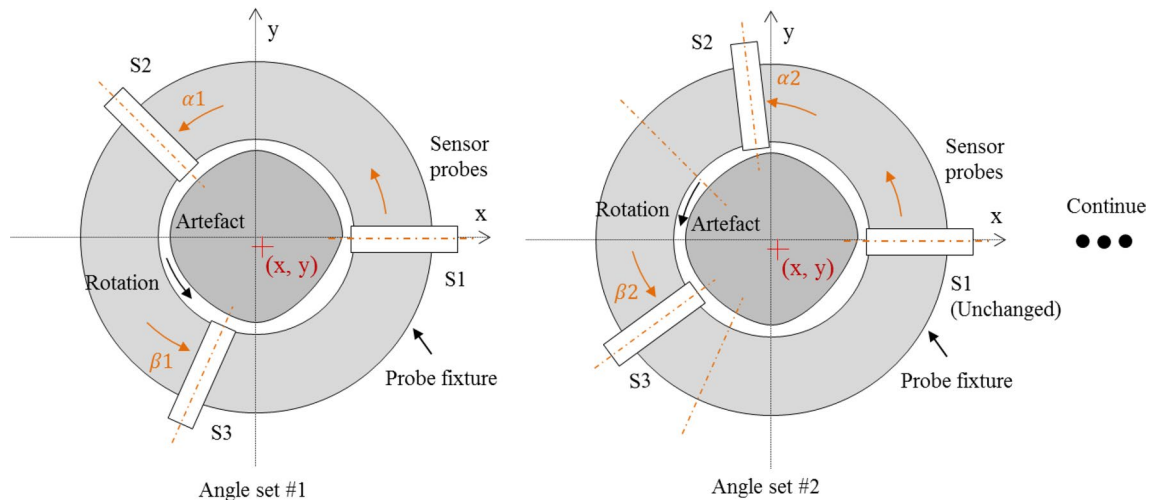 y
S2
α1
Sensor
probes
Artefact
x
(x, y)
S1
Rotation
β1
S3
Probe fixture
Angle set #1
y
S2
α2
Sensor
probes
Rotation
Artefact
x
(x, y)
S1
(Unchanged)
β2
S3
Probe fixture
Angle set #2
Continue